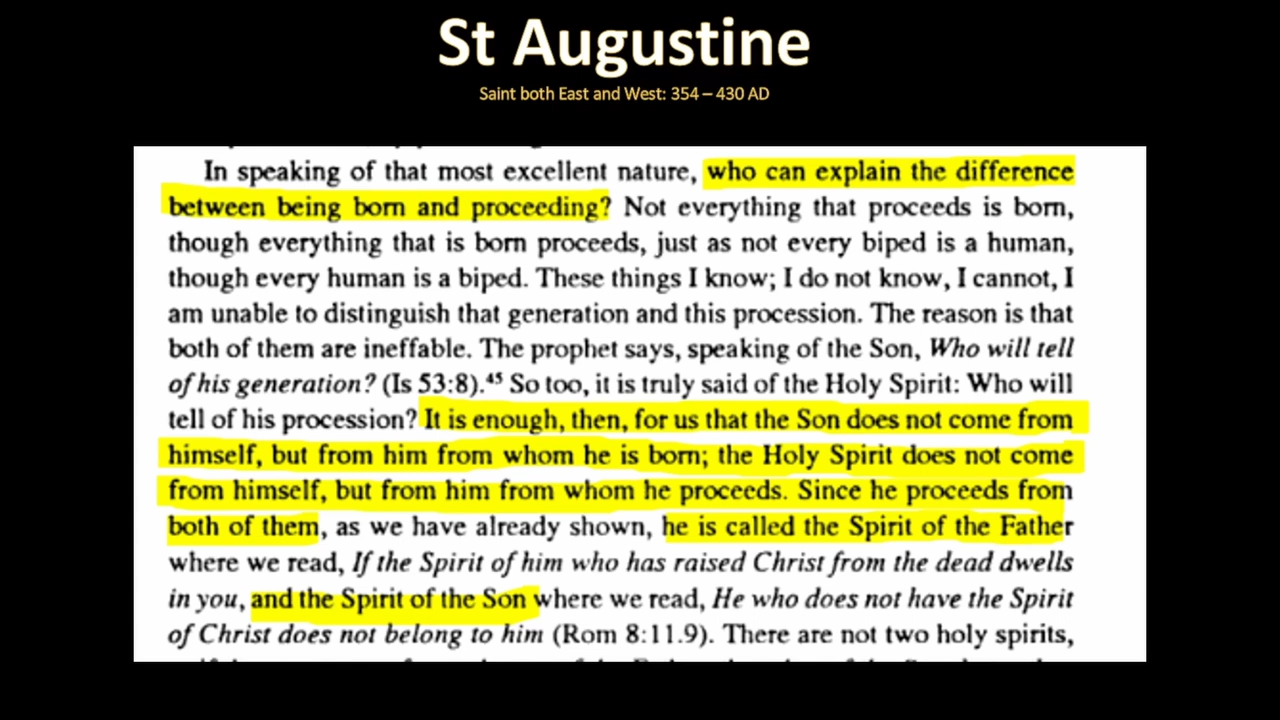 St Augustine
Saint both East and West: 354 – 430 AD
In speaking of that most excellent nature, who can explain the difference
between being born and proceeding? Not everything that proceeds is born,
though everything that is born proceeds, just as not every biped is a human,
though every human is a biped. These things I know; I do not know, I cannot, I
am unable to distinguish that generation and this procession. The reason is that
both of them are ineffable. The prophet says, speaking of the Son, Who will tell
of his generation? (Is 53:8).⁴⁵ So too, it is truly said of the Holy Spirit: Who will
tell of his procession? It is enough, then, for us that the Son does not come from
himself, but from him from whom he is born; the Holy Spirit does not come
from himself, but from him from whom he proceeds. Since he proceeds from
both of them, as we have already shown, he is called the Spirit of the Father
where we read, If the Spirit of him who has raised Christ from the dead dwells
in you, and the Spirit of the Son where we read, He who does not have the Spirit
of Christ does not belong to him (Rom 8:11.9). There are not two holy spirits,